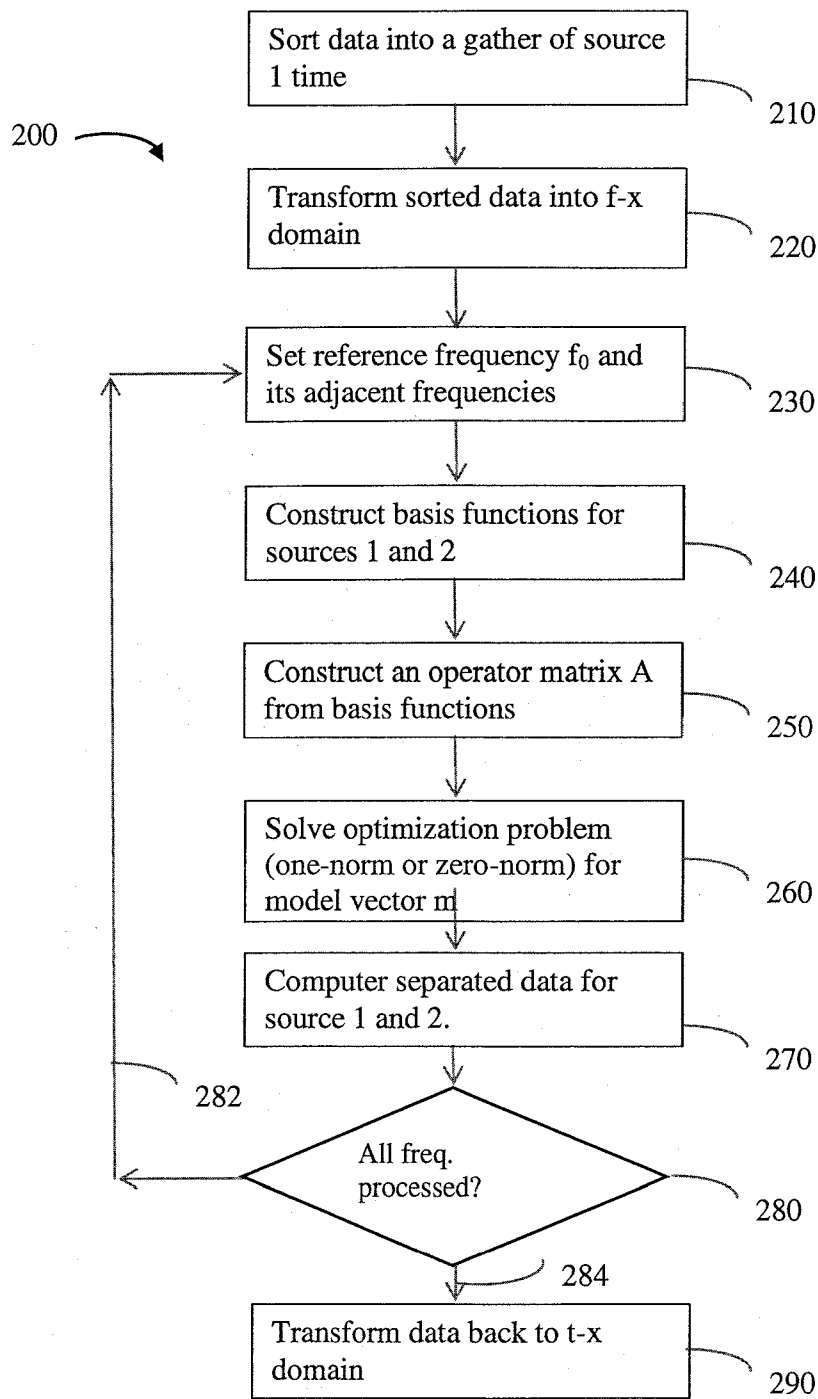 Sort data into a gather of source
1 time
210
200
Transform sorted data into f-x
domain
220
Set reference frequency f₀ and
its adjacent frequencies
230
Construct basis functions for
sources 1 and 2
240
Construct an operator matrix A
from basis functions
250
Solve optimization problem
(one-norm or zero-norm) for
model vector m
260
Computer separated data for
source 1 and 2.
270
282
All freq.
processed?
280
284
Transform data back to t-x
domain
290